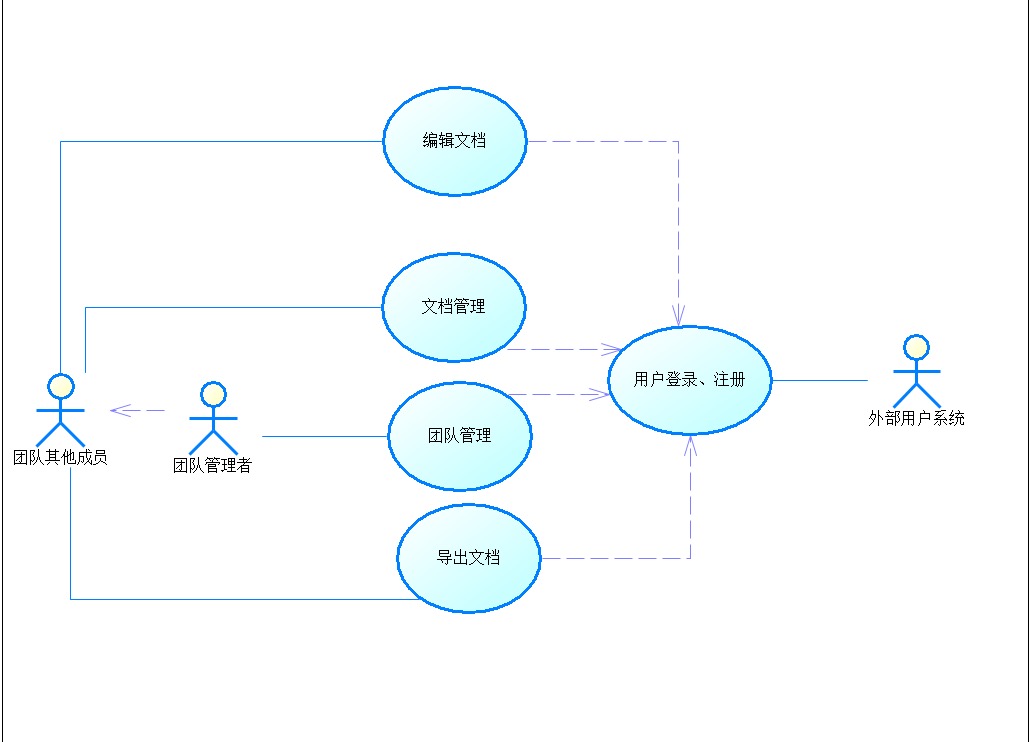 编辑文档
文档管理
用户登录、注册
外部用户系统
团队其他成员
团队管理者
团队管理
导出文档